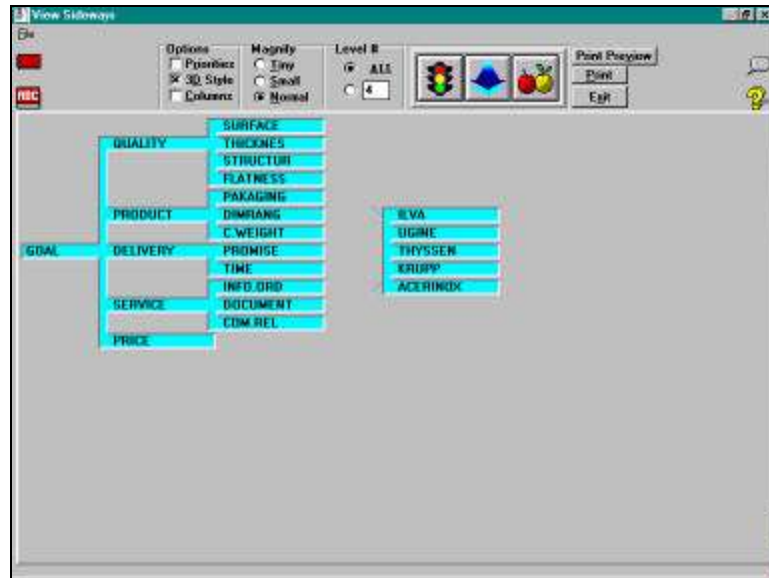 View Sideways
File
Options
Priorities
3D Style
Columns
Magnify
Tiny
Small
Normal
Level #
ALL
4
Print Preview
Print
Exit
ABC
SURFACE
QUALITY THICKNES
STRUCTUR
FLATNESS
PAKAGING
PRODUCT DIMRANG ILVA
C.WEIGHT UGINE
GOAL DELIVERY PROMISE THYSSEN
TIME KRUPP
INFO.ORD ACERINOX
SERVICE DOCUMENT
COM.REL
PRICE